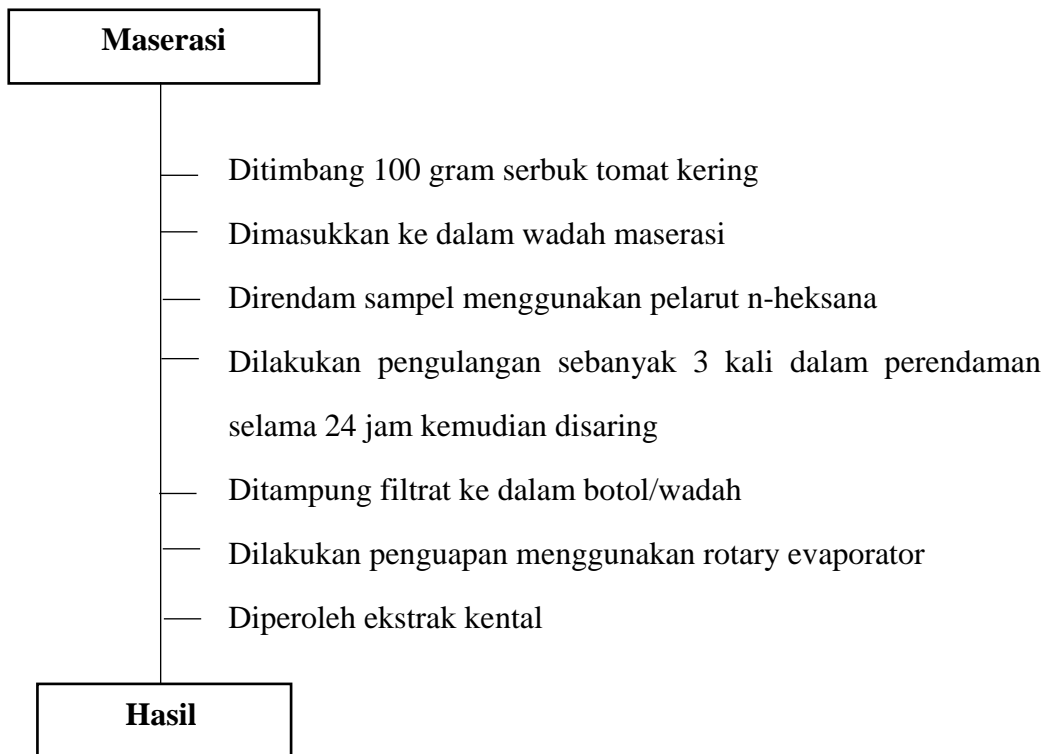 Maserasi
Ditimbang 100 gram serbuk tomat kering
Dimasukkan ke dalam wadah maserasi
Direndam sampel menggunakan pelarut n-heksana
Dilakukan pengulangan sebanyak 3 kali dalam perendaman
selama 24 jam kemudian disaring
Ditampung filtrat ke dalam botol/wadah
Dilakukan penguapan menggunakan rotary evaporator
Diperoleh ekstrak kental
Hasil